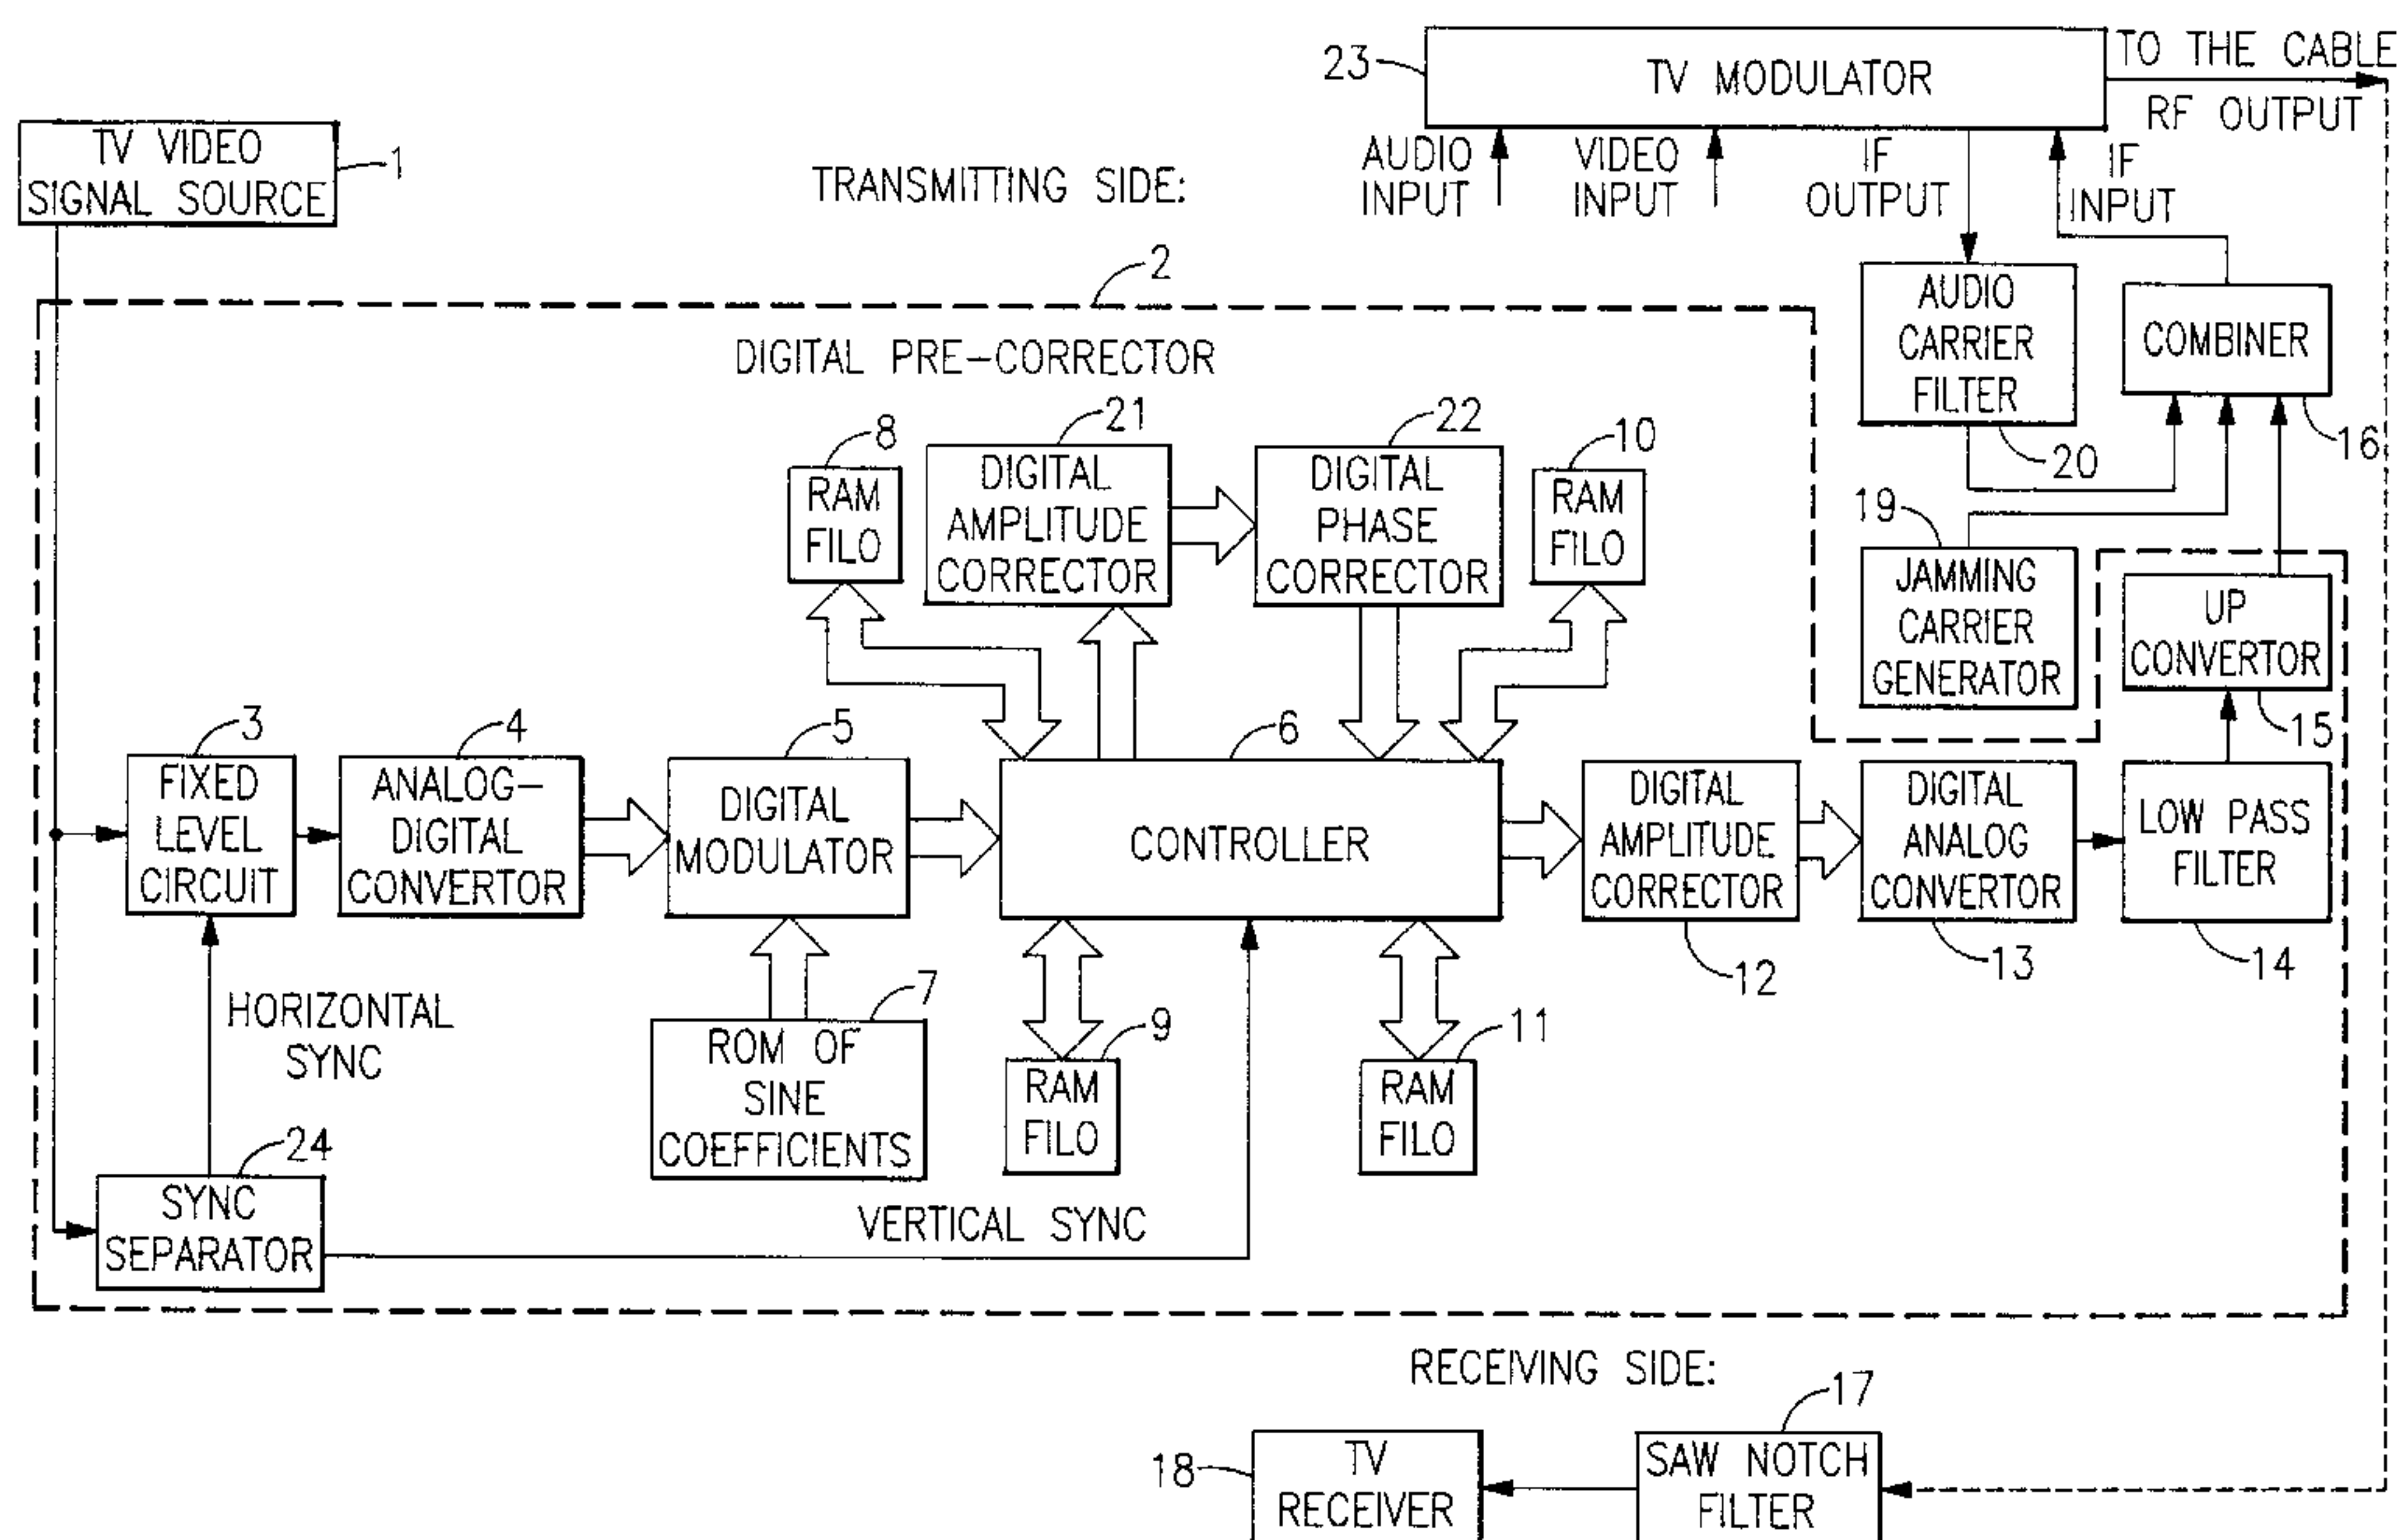 23
TV MODULATOR
TO THE CABLE
RF OUTPUT
TV VIDEO
SIGNAL SOURCE
1
TRANSMITTING SIDE:
AUDIO
INPUT
VIDEO
INPUT
IF
OUTPUT
IF
INPUT
2
DIGITAL PRE-CORRECTOR
AUDIO
CARRIER
FILTER
20
COMBINER
16
8
RAM
FILO
21
DIGITAL
AMPLITUDE
CORRECTOR
22
DIGITAL
PHASE
CORRECTOR
10
RAM
FILO
19
JAMMING
CARRIER
GENERATOR
UP
CONVERTOR
15
3
FIXED
LEVEL
CIRCUIT
4
ANALOG-
DIGITAL
CONVERTOR
5
DIGITAL
MODULATOR
6
CONTROLLER
DIGITAL
AMPLITUDE
CORRECTOR
12
DIGITAL
ANALOG
CONVERTOR
13
LOW PASS
FILTER
14
HORIZONTAL
SYNC
7
ROM OF
SINE
COEFFICIENTS
9
RAM
FILO
11
RAM
FILO
24
SYNC
SEPARATOR
VERTICAL SYNC
RECEIVING SIDE:
18
TV
RECEIVER
17
SAW NOTCH
FILTER